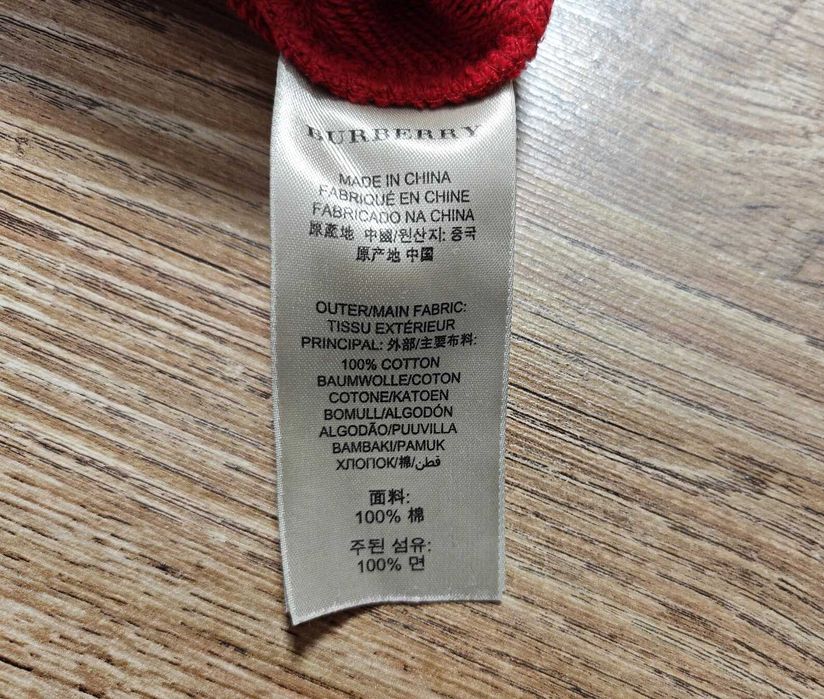 BURBERRY
MADE IN CHINA
FABRIQUÉ EN CHINE
FABRICADO NA CHINA
原產地 中國/원산지: 중국
原产地 中国
OUTER/MAIN FABRIC:
TISSU EXTÉRIEUR
PRINCIPAL: 外部/主要布料:
100% COTTON
BAUMWOLLE/COTON
COTONE/KATOEN
BOMULL/ALGODÓN
ALGODÃO/PUUVILLA
BAMBAKI/PAMUK
ХЛОПОК/棉/قطن
面料:
100% 棉
주된 섬유:
100% 면